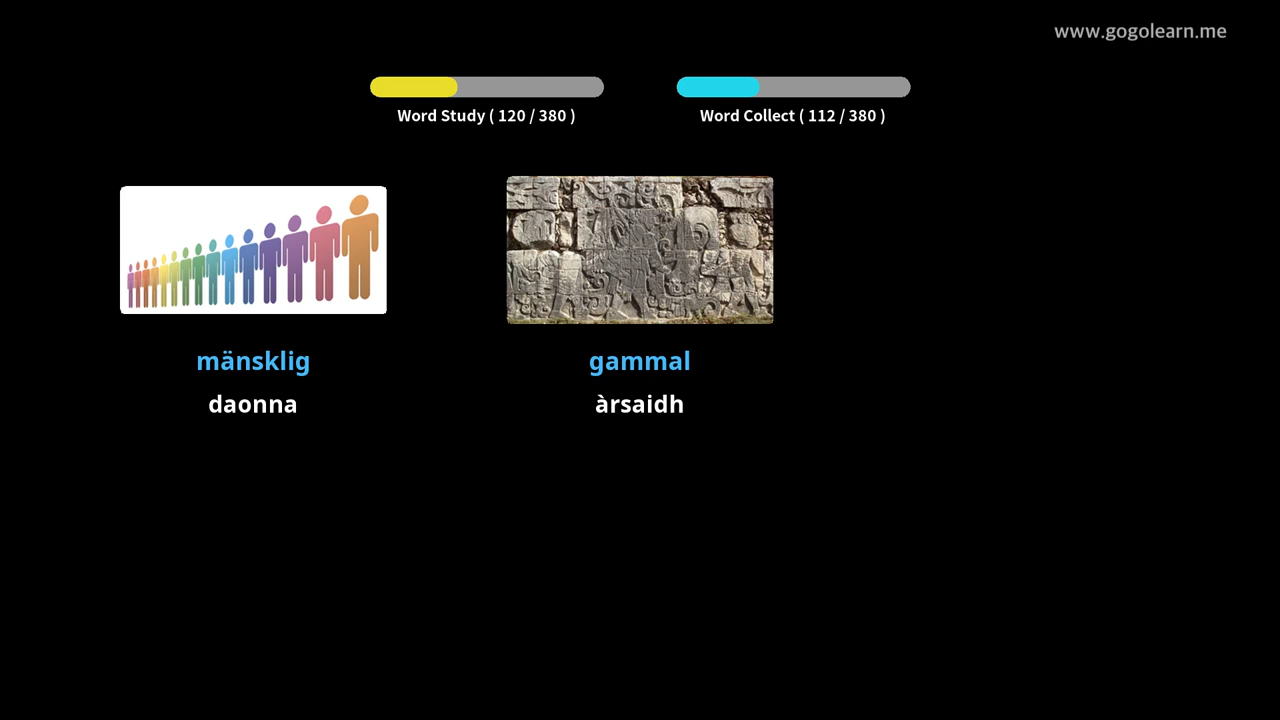 www.gogolearn.me
Word Study ( 120 / 380 )
Word Collect ( 112 / 380 )
mänsklig
daonna
gammal
àrsaidh